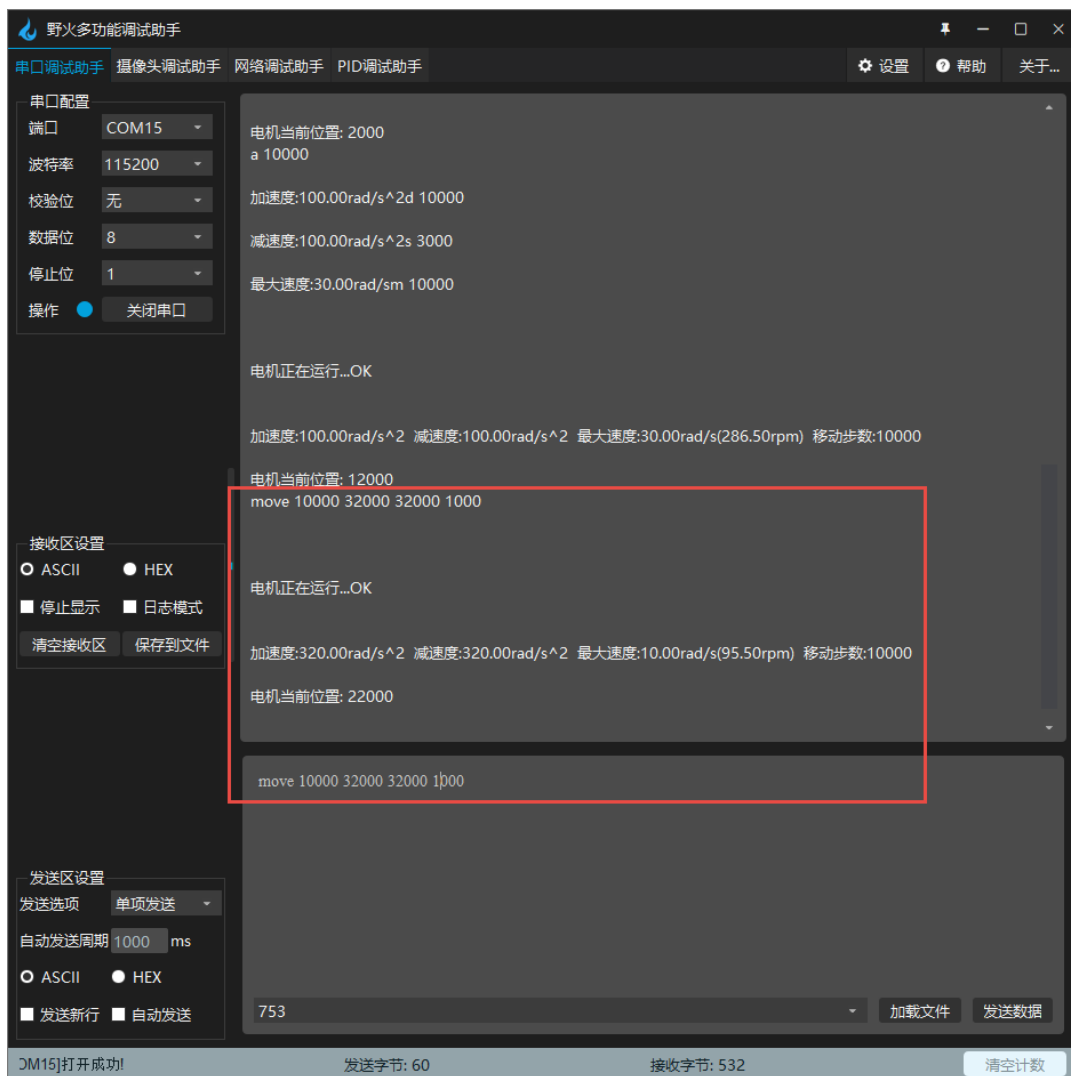 野火多功能调试助手
串口调试助手 摄像头调试助手 网络调试助手 PID调试助手 设置 帮助 关于...
串口配置
端口 COM15
波特率 115200
校验位 无
数据位 8
停止位 1
操作 关闭串口
电机当前位置: 2000
a 10000
加速度:100.00rad/s^2d 10000
减速度:100.00rad/s^2s 3000
最大速度:30.00rad/sm 10000
电机正在运行...OK
加速度:100.00rad/s^2 减速度:100.00rad/s^2 最大速度:30.00rad/s(286.50rpm) 移动步数:10000
电机当前位置: 12000
move 10000 32000 32000 1000
电机正在运行...OK
加速度:320.00rad/s^2 减速度:320.00rad/s^2 最大速度:10.00rad/s(95.50rpm) 移动步数:10000
电机当前位置: 22000
接收区设置
ASCII HEX
停止显示 日志模式
清空接收区 保存到文件
move 10000 32000 32000 1000
发送区设置
发送选项 单项发送
自动发送周期 1000 ms
ASCII HEX
发送新行 自动发送
753 加载文件 发送数据
OM15]打开成功! 发送字节: 60 接收字节: 532 清空计数